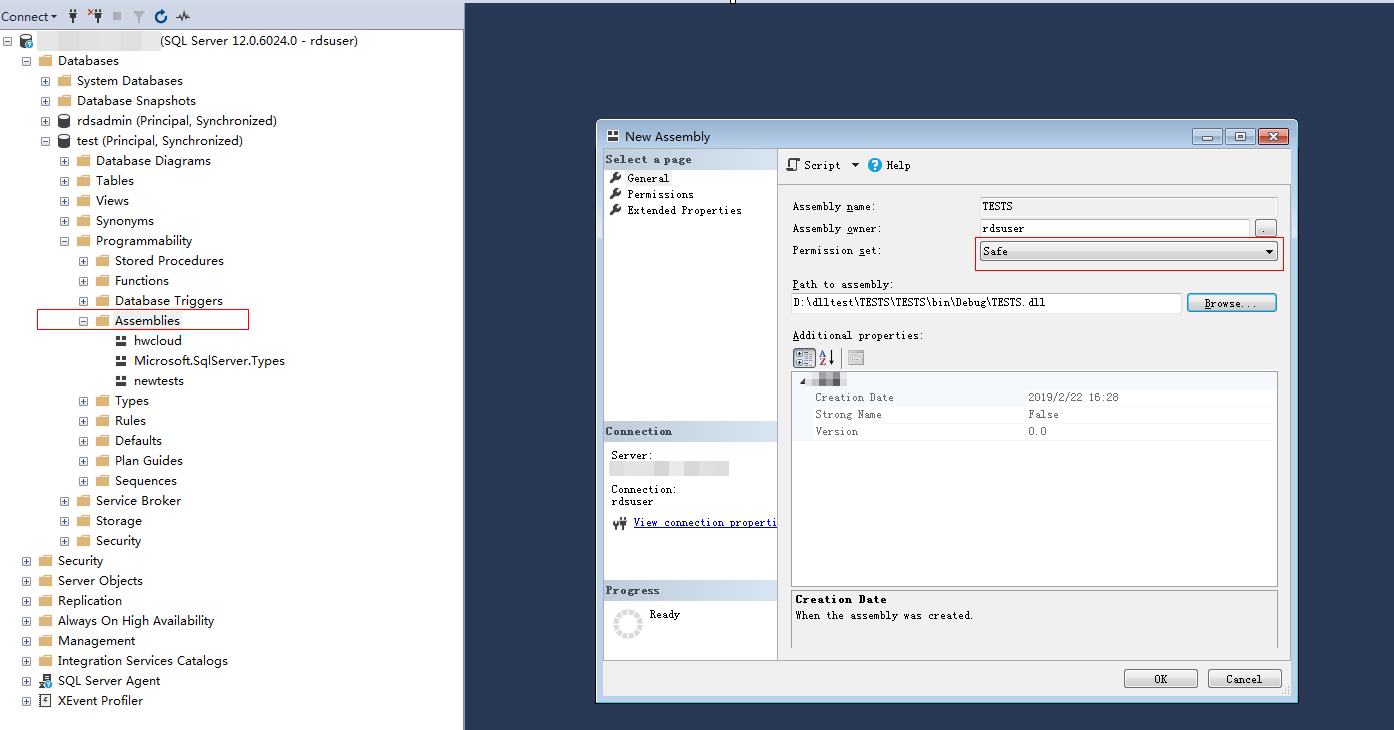 Connect
(SQL Server 12.0.6024.0 - rdsuser)
Databases
System Databases
Database Snapshots
rdsadmin (Principal, Synchronized)
test (Principal, Synchronized)
Database Diagrams
Tables
Views
Synonyms
Programmability
Stored Procedures
Functions
Database Triggers
Assemblies
hwcloud
Microsoft.SqlServer.Types
newtests
Types
Rules
Defaults
Plan Guides
Sequences
Service Broker
Storage
Security
Security
Server Objects
Replication
Always On High Availability
Management
Integration Services Catalogs
SQL Server Agent
XEvent Profiler
New Assembly
Select a page
General
Permissions
Extended Properties
Connection
Server:
Connection:
rdsuser
View connection properti
Progress
Ready
Script
Help
Assembly name: TESTS
Assembly owner: rdsuser
Permission set: Safe
Path to assembly:
D:\dlltest\TESTS\TESTS\bin\Debug\TESTS.dll Browse...
Additional properties:
Creation Date 2019/2/22 16:28
Strong Name False
Version 0.0
Creation Date
When the assembly was created.
OK Cancel